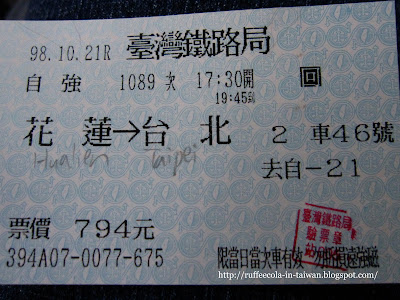 98.10.21R 臺灣鐵路局
自強 1089次 17:30開 回
19:45到
花蓮→台北 2車46號
Hualien taipei
去自-21
票價 794元
臺灣鐵路局
驗票章
394A07-0077-675 限當日當次車有效
http://ruffeecola-in-taiwan.blogspot.com/